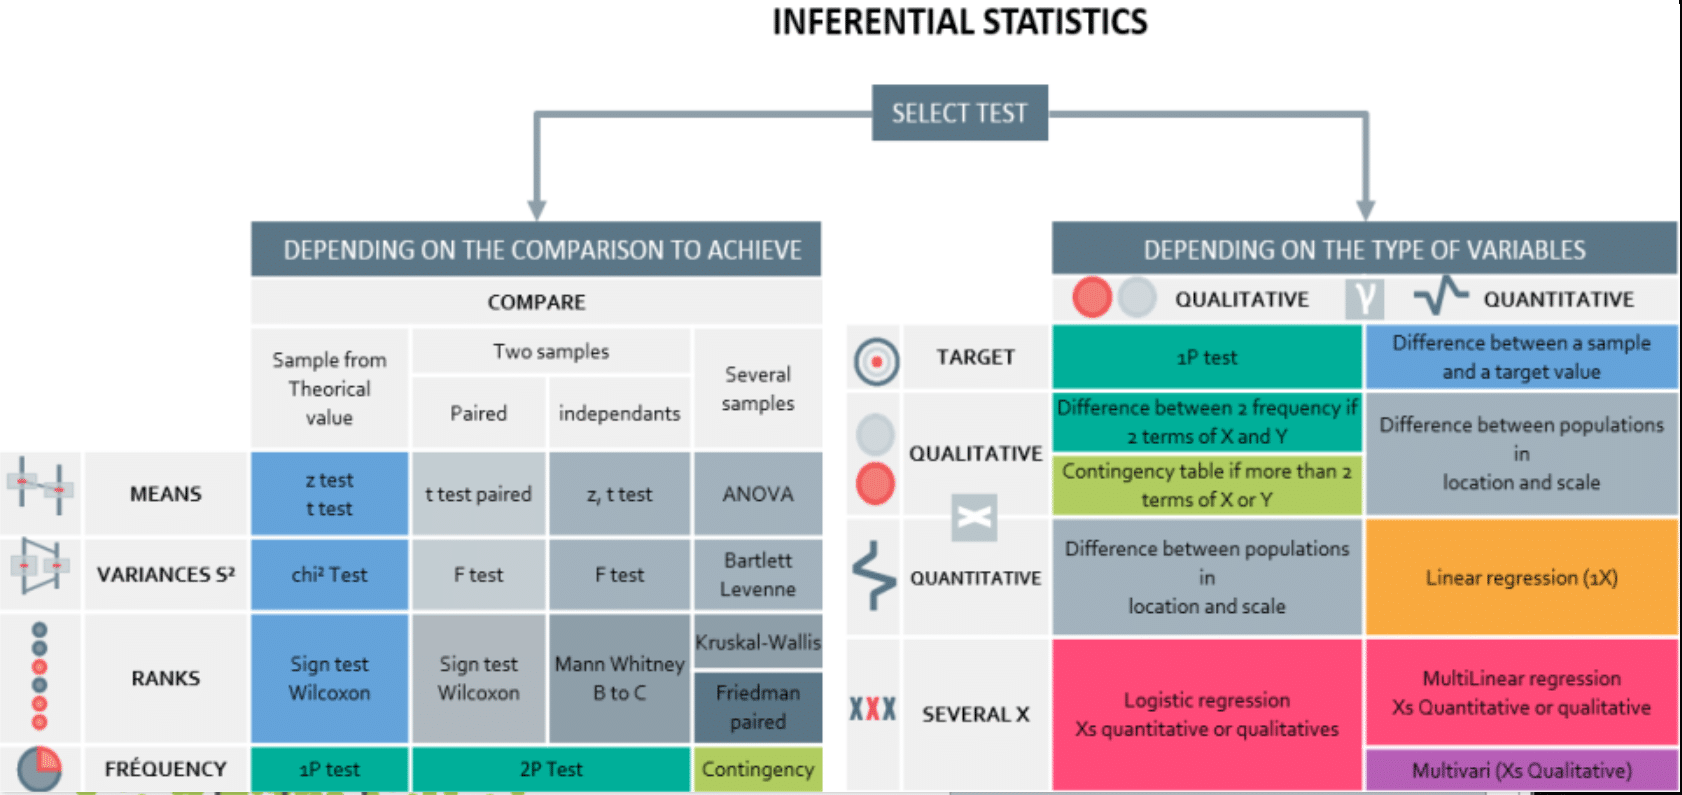 INFERENTIAL STATISTICS
SELECT TEST
DEPENDING ON THE COMPARISON TO ACHIEVE
COMPARE
Sample from
Theorical
value
Two samples
Paired
independants
Several
samples
MEANS
z test
t test
t test paired
z, t test
ANOVA
VARIANCES S²
chi² Test
F test
F test
Bartlett
Levenne
RANKS
Sign test
Wilcoxon
Sign test
Wilcoxon
Mann Whitney
B to C
Kruskal-Wallis
Friedman
paired
FRÉQUENCY
1P test
2P Test
Contingency
DEPENDING ON THE TYPE OF VARIABLES
QUALITATIVE
Y
QUANTITATIVE
TARGET
1P test
Difference between a sample
and a target value
QUALITATIVE
Difference between 2 frequency if
2 terms of X and Y
Contingency table if more than 2
terms of X or Y
Difference between populations
in
location and scale
X
QUANTITATIVE
Difference between populations
in
location and scale
Linear regression (1X)
XXX
SEVERAL X
Logistic regression
Xs quantitative or qualitatives
MultiLinear regression
Xs Quantitative or qualitative
Multivari (Xs Qualitative)